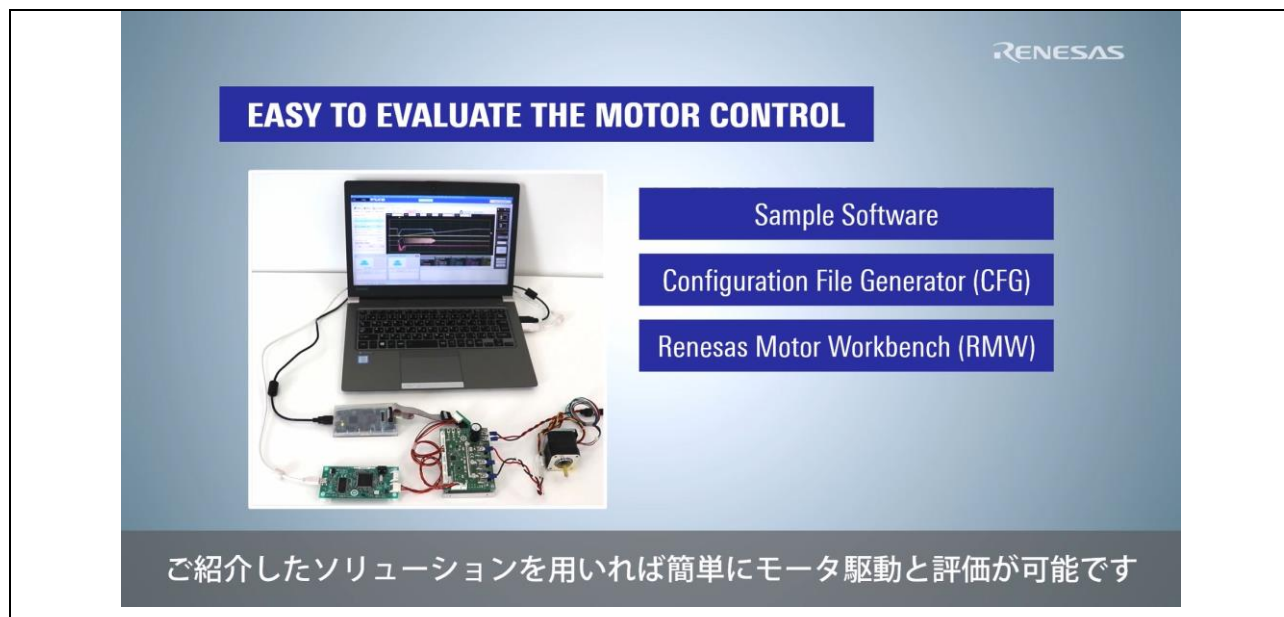 RENESAS
EASY TO EVALUATE THE MOTOR CONTROL
Sample Software
Configuration File Generator (CFG)
Renesas Motor Workbench (RMW)
ご紹介したソリューションを用いれば簡単にモータ駆動と評価が可能です